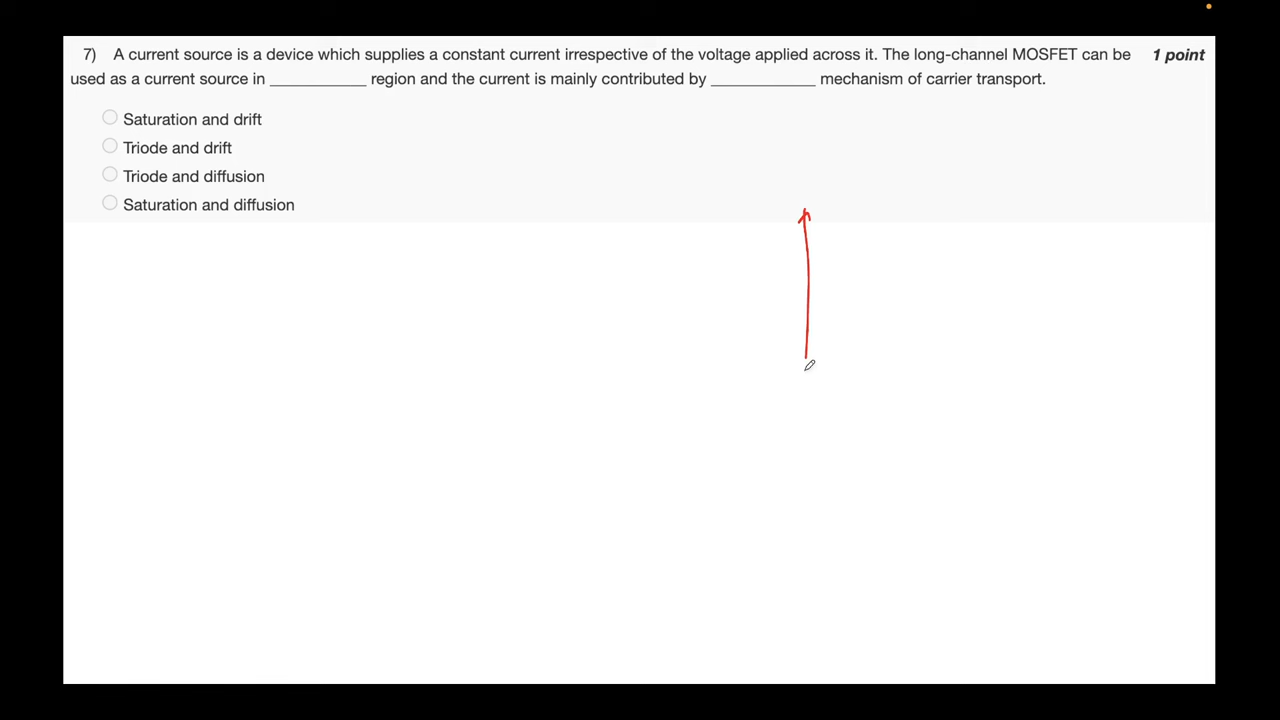 7) A current source is a device which supplies a constant current irrespective of the voltage applied across it. The long-channel MOSFET can be 1 point
used as a current source in ____________ region and the current is mainly contributed by _____________ mechanism of carrier transport.
Saturation and drift
Triode and drift
Triode and diffusion
Saturation and diffusion